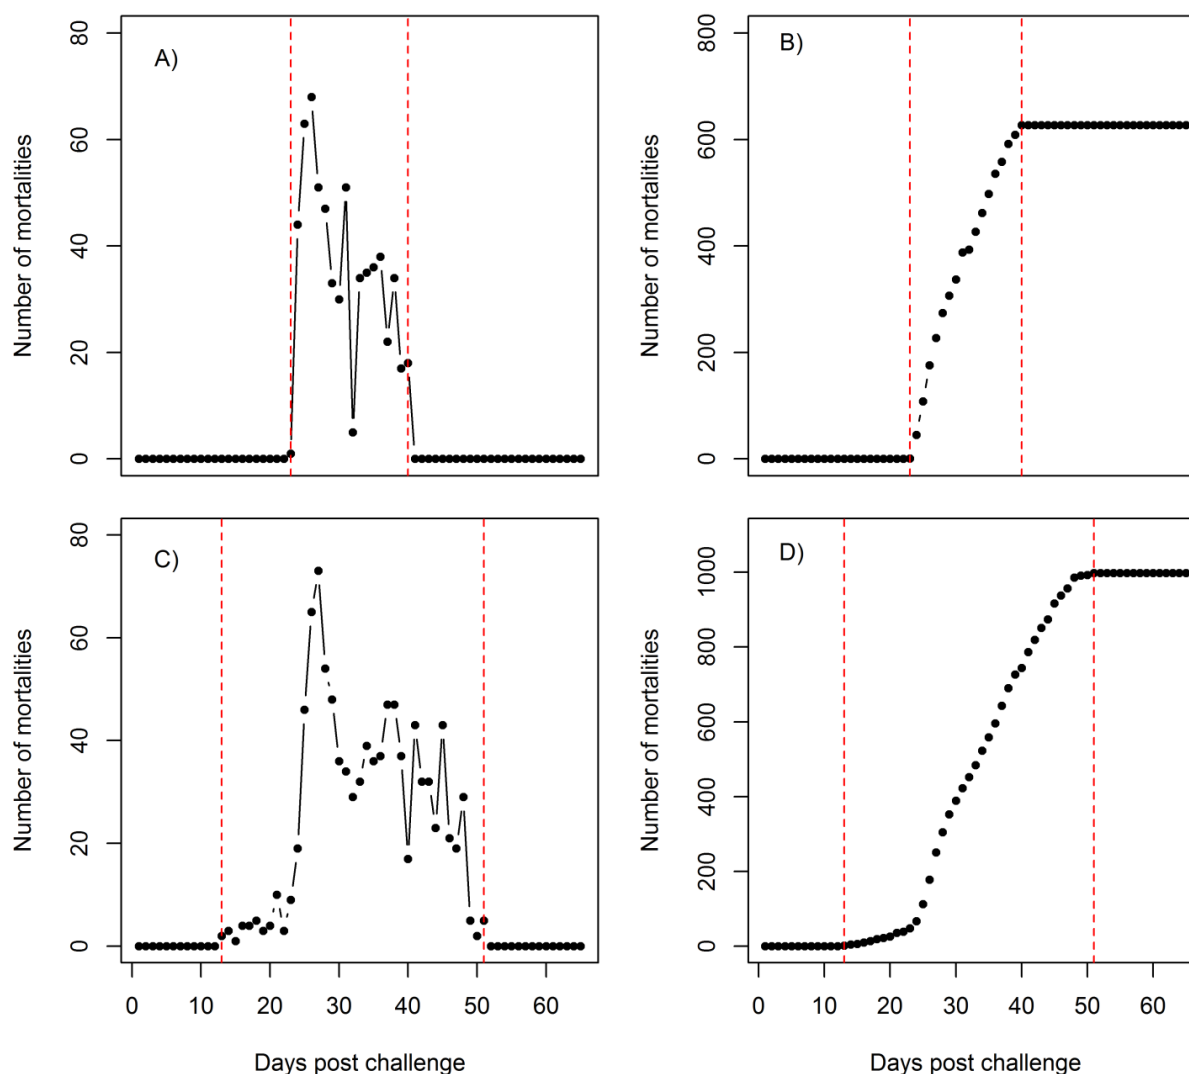 A)
Number of mortalities
0 20 40 60 80
B)
Number of mortalities
0 200 400 600 800
C)
Number of mortalities
0 20 40 60 80
0 10 20 30 40 50 60
Days post challenge
D)
Number of mortalities
0 200 400 600 800 1000
0 10 20 30 40 50 60
Days post challenge